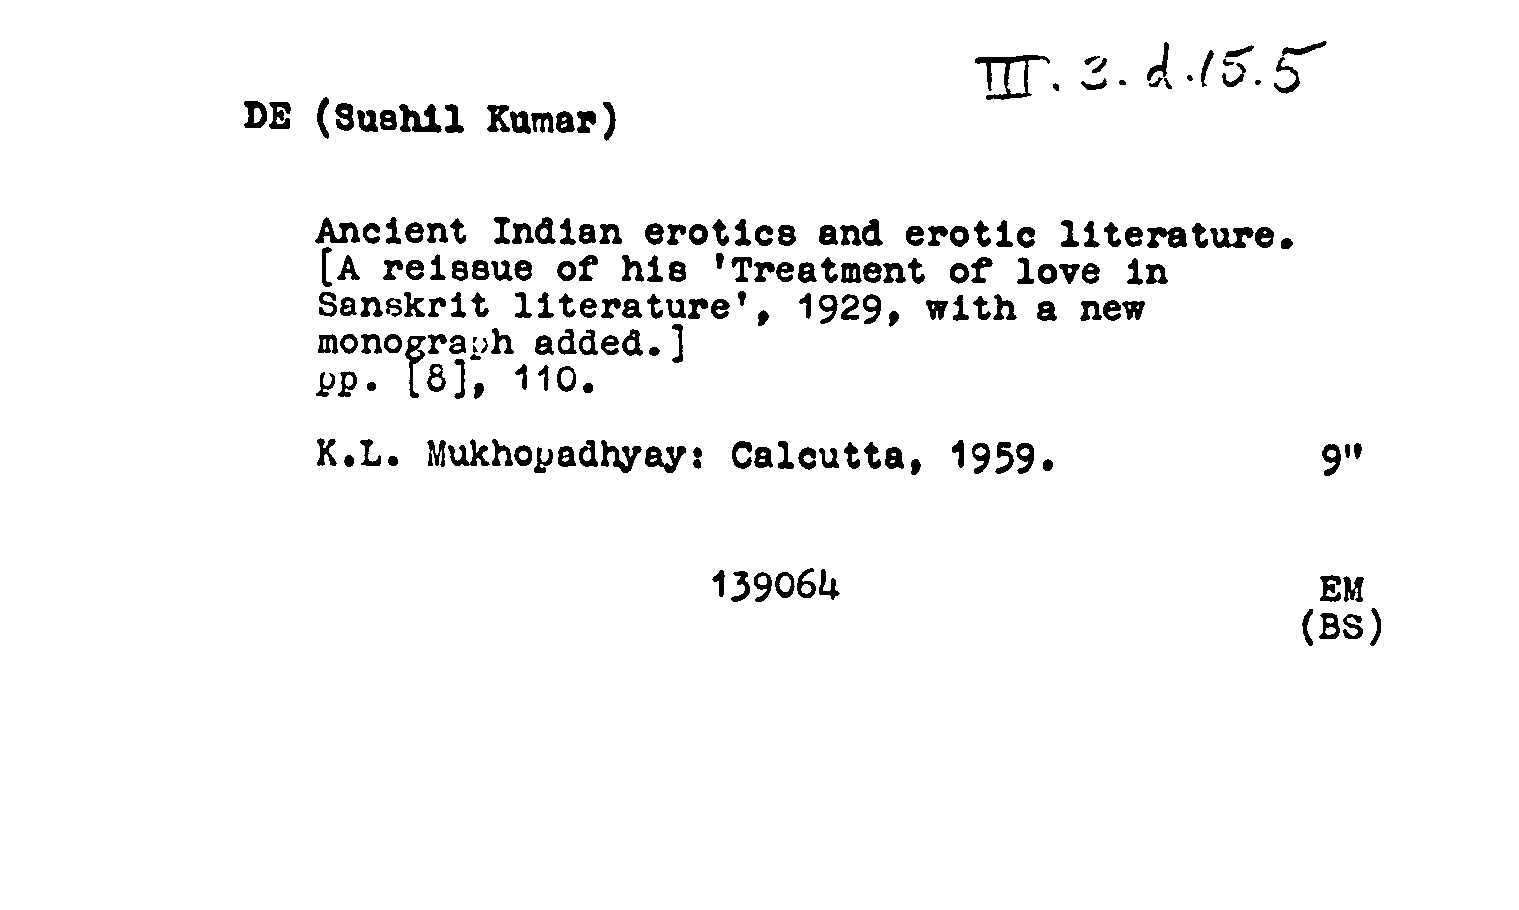 III.3.d.15.5
DE (Sushil Kumar)
Ancient Indian erotics and erotic literature.
[A reissue of his 'Treatment of love in
Sanskrit literature', 1929, with a new
monograph added.]
pp. [8], 110.
K.L. Mukhopadhyay: Calcutta, 1959. 9"
139064 EM
(BS)